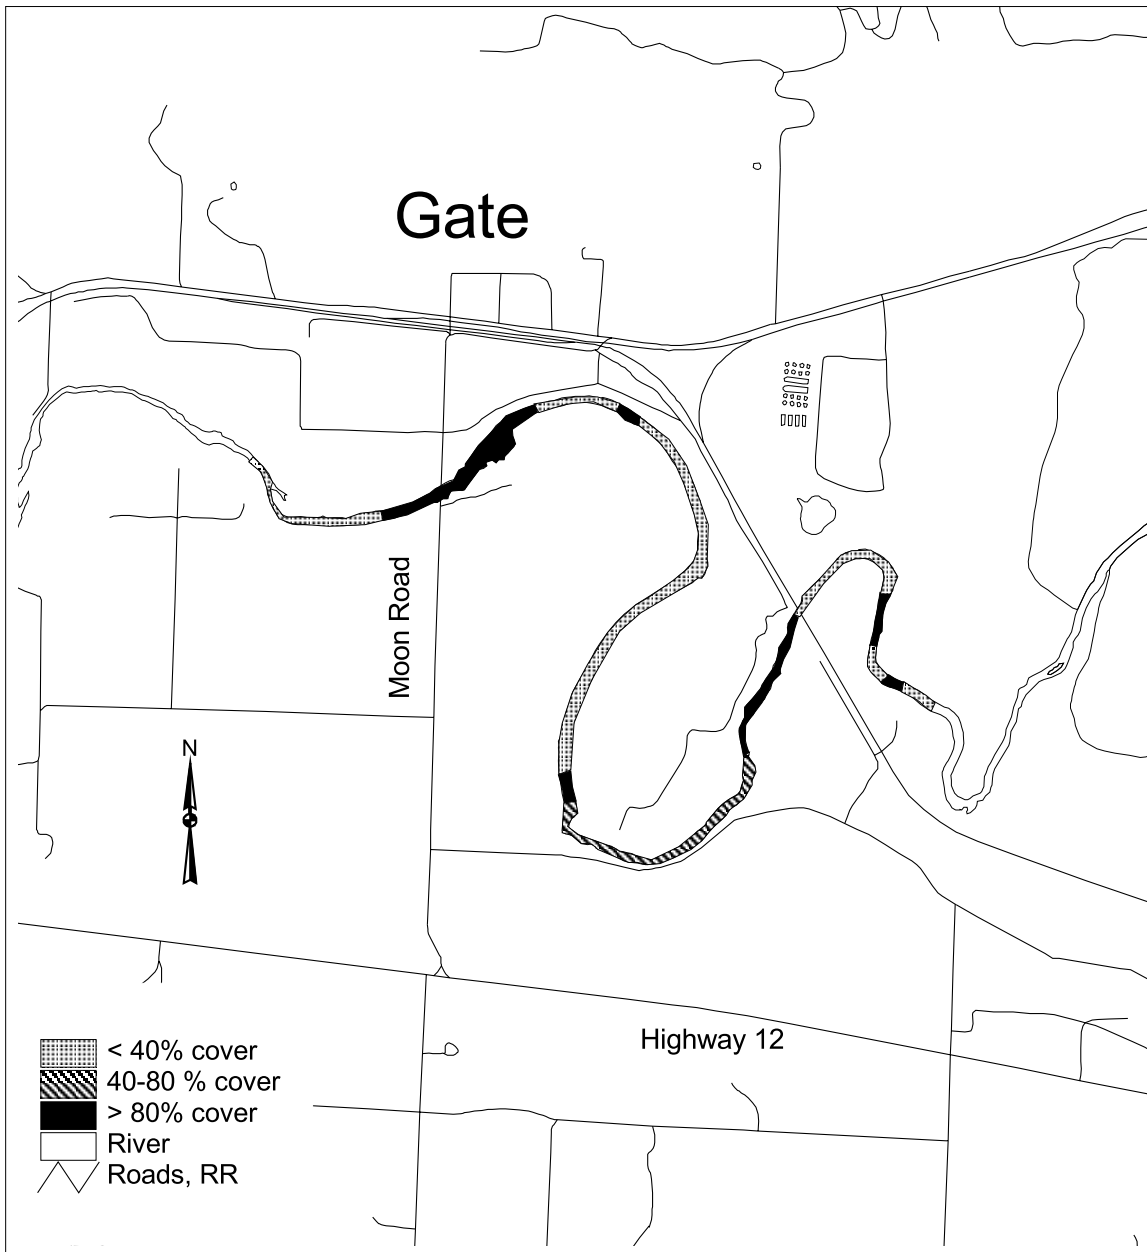 Gate
Moon Road
N
Highway 12
< 40% cover
40-80 % cover
> 80% cover
River
Roads, RR